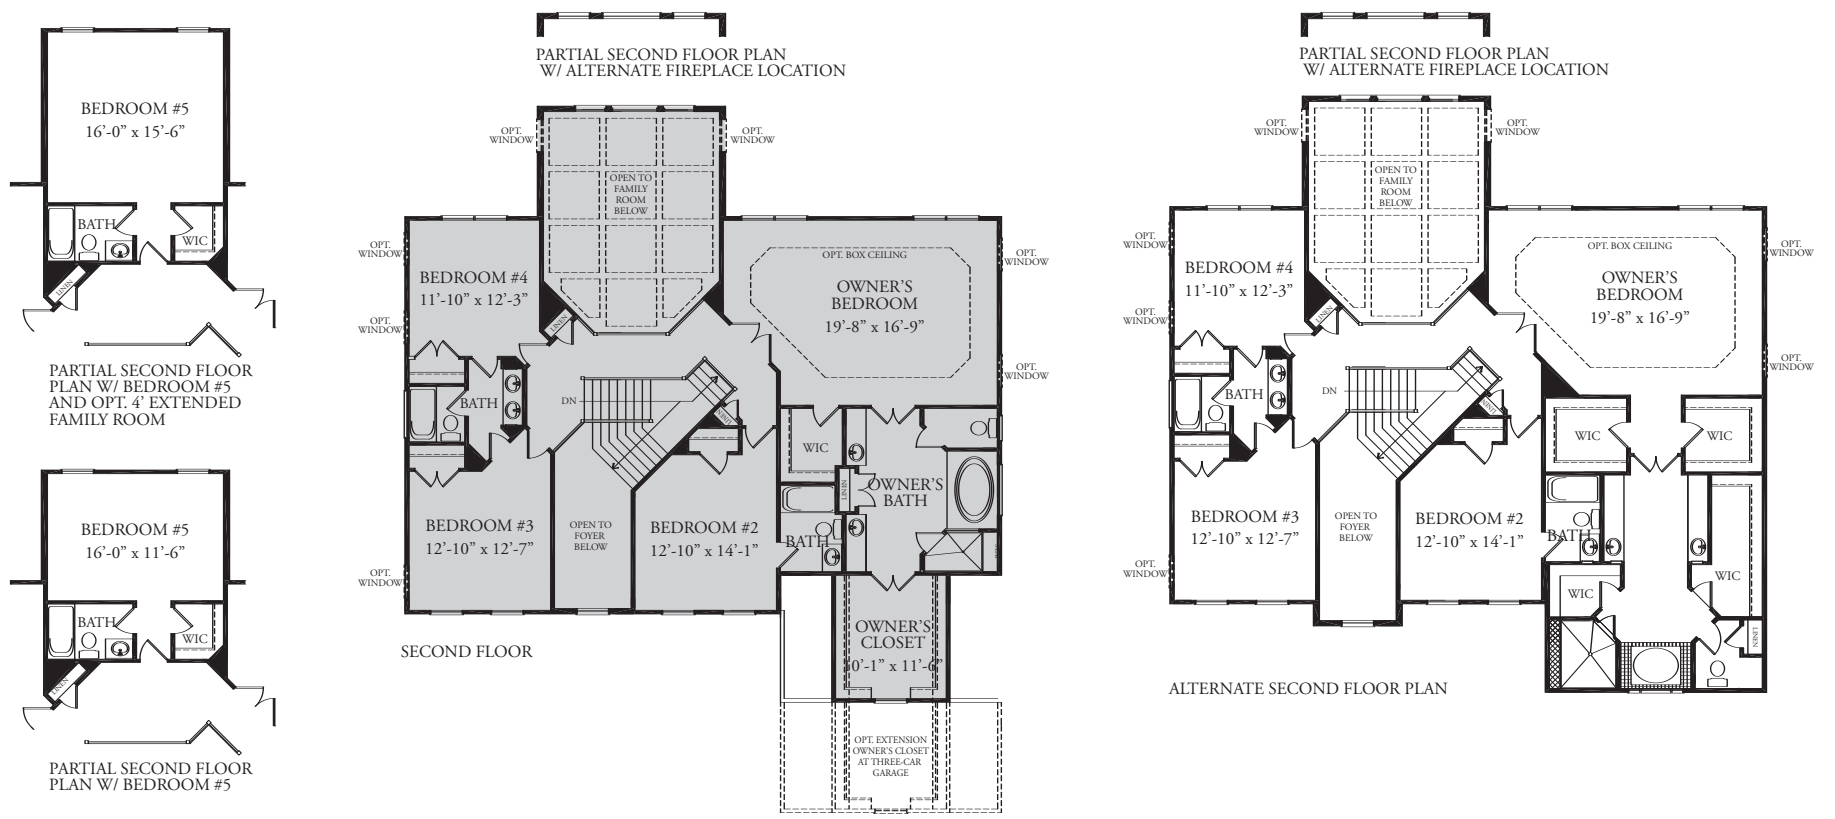 BEDROOM #5
16'-0" x 15'-6"
BATH
WIC
LINEN
PARTIAL SECOND FLOOR
PLAN W/ BEDROOM #5
AND OPT. 4' EXTENDED
FAMILY ROOM
BEDROOM #5
16'-0" x 11'-6"
BATH
WIC
LINEN
PARTIAL SECOND FLOOR
PLAN W/ BEDROOM #5
PARTIAL SECOND FLOOR PLAN
W/ ALTERNATE FIREPLACE LOCATION
OPT.
WINDOW
OPT.
WINDOW
OPEN TO
FAMILY
ROOM
BELOW
OPT.
WINDOW
OPT.
WINDOW
BEDROOM #4
11'-10" x 12'-3"
LINEN
OPT. BOX CEILING
OWNER'S
BEDROOM
19'-8" x 16'-9"
OPT.
WINDOW
OPT.
WINDOW
BATH
DN
LINEN
WIC
LINEN
OWNER'S
BATH
BEDROOM #3
12'-10" x 12'-7"
OPEN TO
FOYER
BELOW
BEDROOM #2
12'-10" x 14'-1"
BATH
OPT.
WINDOW
OWNER'S
CLOSET
0'-1" x 11'-6"
SECOND FLOOR
OPT. EXTENSION
OWNER'S CLOSET
AT THREE-CAR
GARAGE
PARTIAL SECOND FLOOR PLAN
W/ ALTERNATE FIREPLACE LOCATION
OPT.
WINDOW
OPT.
WINDOW
OPEN TO
FAMILY
ROOM
BELOW
OPT.
WINDOW
OPT.
WINDOW
BEDROOM #4
11'-10" x 12'-3"
LINEN
OPT. BOX CEILING
OWNER'S
BEDROOM
19'-8" x 16'-9"
OPT.
WINDOW
OPT.
WINDOW
BATH
DN
LINEN
WIC
WIC
BEDROOM #3
12'-10" x 12'-7"
OPEN TO
FOYER
BELOW
BEDROOM #2
12'-10" x 14'-1"
BATH
OPT.
WINDOW
WIC
WIC
LINEN
ALTERNATE SECOND FLOOR PLAN